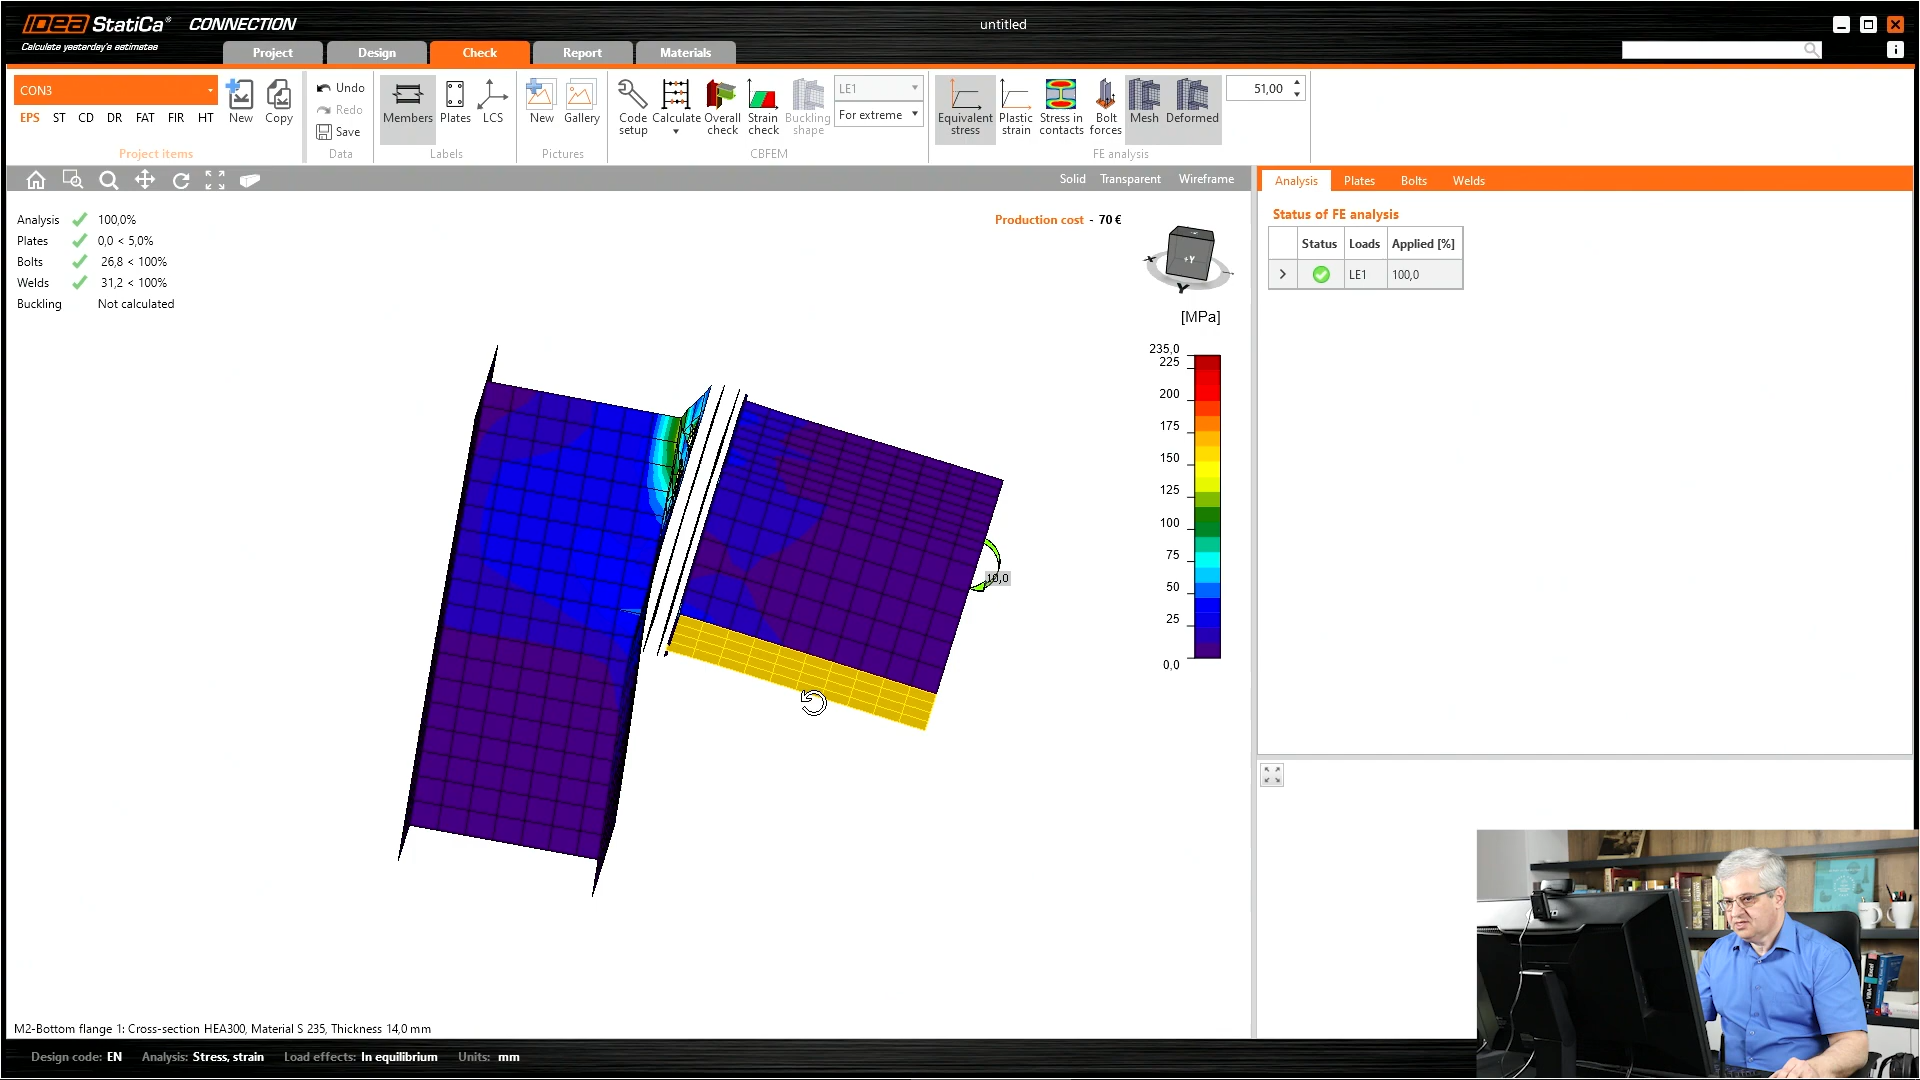 IDEA StatiCa® CONNECTION
Calculate yesterday's estimates
untitled
Project
Design
Check
Report
Materials
CON3
EPS ST CD DR FAT FIR HT
New
Copy
Project items
Undo
Redo
Save
Data
Members
Plates
LCS
Labels
New
Gallery
Pictures
Code setup
Calculate
Overall check
Strain check
Buckling shape
LE1
For extreme
CBFEM
Equivalent stress
Plastic strain
Stress in contacts
Bolt forces
Mesh
Deformed
FE analysis
51,00
Solid Transparent Wireframe
Analysis 100,0%
Plates 0,0 < 5,0%
Bolts 26,8 < 100%
Welds 31,2 < 100%
Buckling Not calculated
Production cost - 70 €
+Y
X
Y
[MPa]
235,0
225
200
175
150
125
100
75
50
25
0,0
10,0
Analysis Plates Bolts Welds
Status of FE analysis
Status Loads Applied [%]
LE1 100,0
M2-Bottom flange 1: Cross-section HEA300, Material S 235, Thickness 14,0 mm
Design code: EN Analysis: Stress, strain Load effects: In equilibrium Units: mm
Excel
VBA